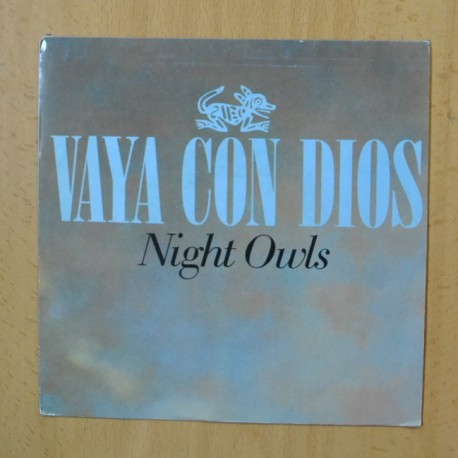 VAYA CON DIOS
Night Owls